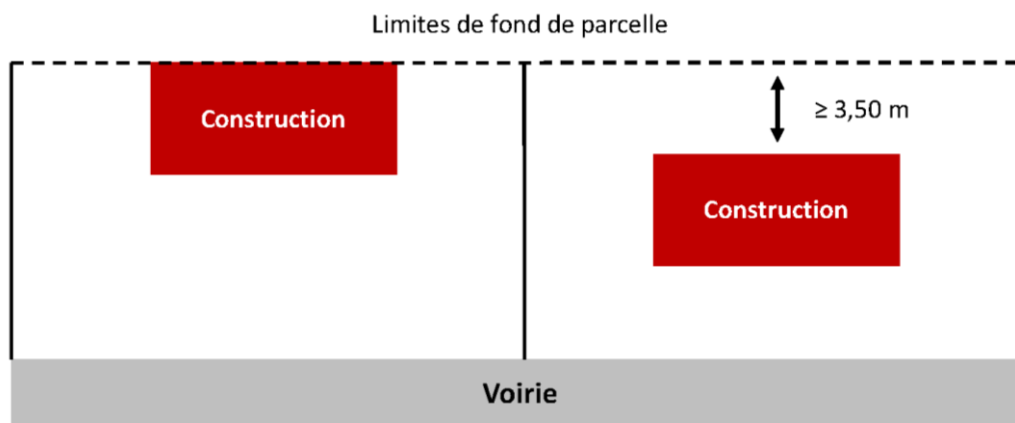 Limites de fond de parcelle
Construction
≥ 3,50 m
Construction
Voirie